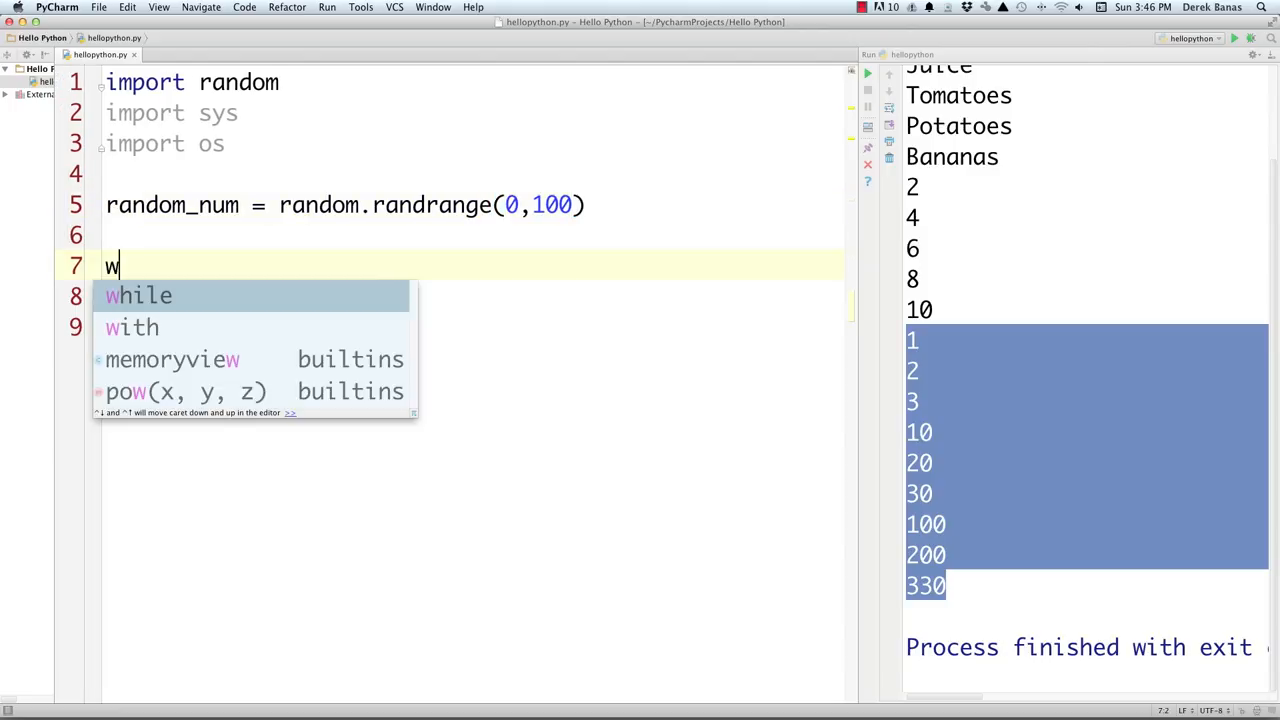 PyCharm File Edit View Navigate Code Refactor Run Tools VCS Window Help 10 Sun 3:46 PM Derek Banas
hellopython.py - Hello Python - [~/PycharmProjects/Hello Python]
Hello Python hellopython.py hellopython
hellopython.py
Run hellopython
Hello P
hell
Externa
1 import random
2 import sys
3 import os
4
5 random_num = random.randrange(0,100)
6
7 w
8
9
while
with
memoryview builtins
pow(x, y, z) builtins
^↓ and ^↑ will move caret down and up in the editor >> π
Juice
Tomatoes
Potatoes
Bananas
2
4
6
8
10
1
2
3
10
20
30
100
200
330
Process finished with exit
7:2 LF UTF-8